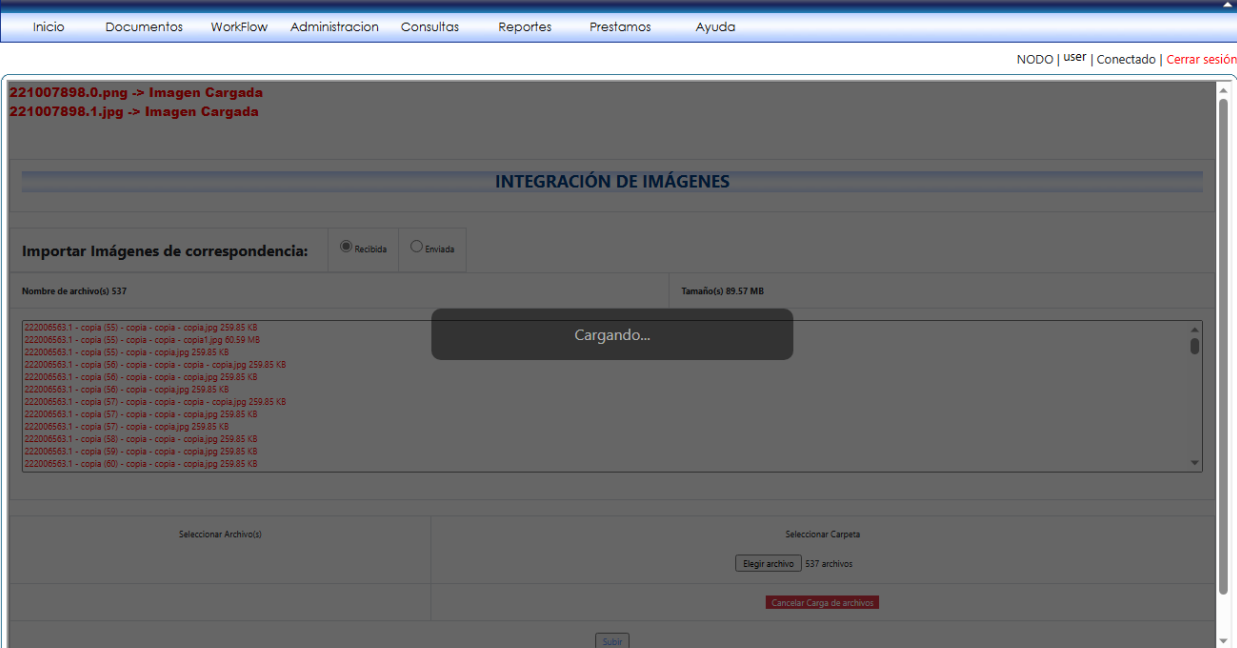 Inicio Documentos WorkFlow Administracion Consultas Reportes Prestamos Ayuda
NODO | user | Conectado | Cerrar sesión
221007898.0.png -> Imagen Cargada
221007898.1.jpg -> Imagen Cargada
INTEGRACIÓN DE IMÁGENES
Importar Imágenes de correspondencia: Recibida Enviada
Nombre de archivo(s) 537 Tamaño(s) 89.57 MB
222006563.1 - copia (55) - copia - copia - copia.jpg 259.85 KB
222006563.1 - copia (55) - copia - copia1.jpg 60.59 MB
222006563.1 - copia (55) - copia - copia.jpg 259.85 KB
222006563.1 - copia (56) - copia - copia - copia - copia.jpg 259.85 KB
222006563.1 - copia (56) - copia - copia - copia.jpg 259.85 KB
222006563.1 - copia (56) - copia - copia.jpg 259.85 KB
222006563.1 - copia (57) - copia - copia - copia - copia.jpg 259.85 KB
222006563.1 - copia (57) - copia - copia - copia.jpg 259.85 KB
222006563.1 - copia (57) - copia - copia.jpg 259.85 KB
222006563.1 - copia (58) - copia - copia - copia.jpg 259.85 KB
222006563.1 - copia (59) - copia - copia - copia.jpg 259.85 KB
222006563.1 - copia (60) - copia - copia - copia.jpg 259.85 KB
Cargando...
Seleccionar Archivo(s) Seleccionar Carpeta
Elegir archivo 537 archivos
Cancelar Carga de archivos
Subir